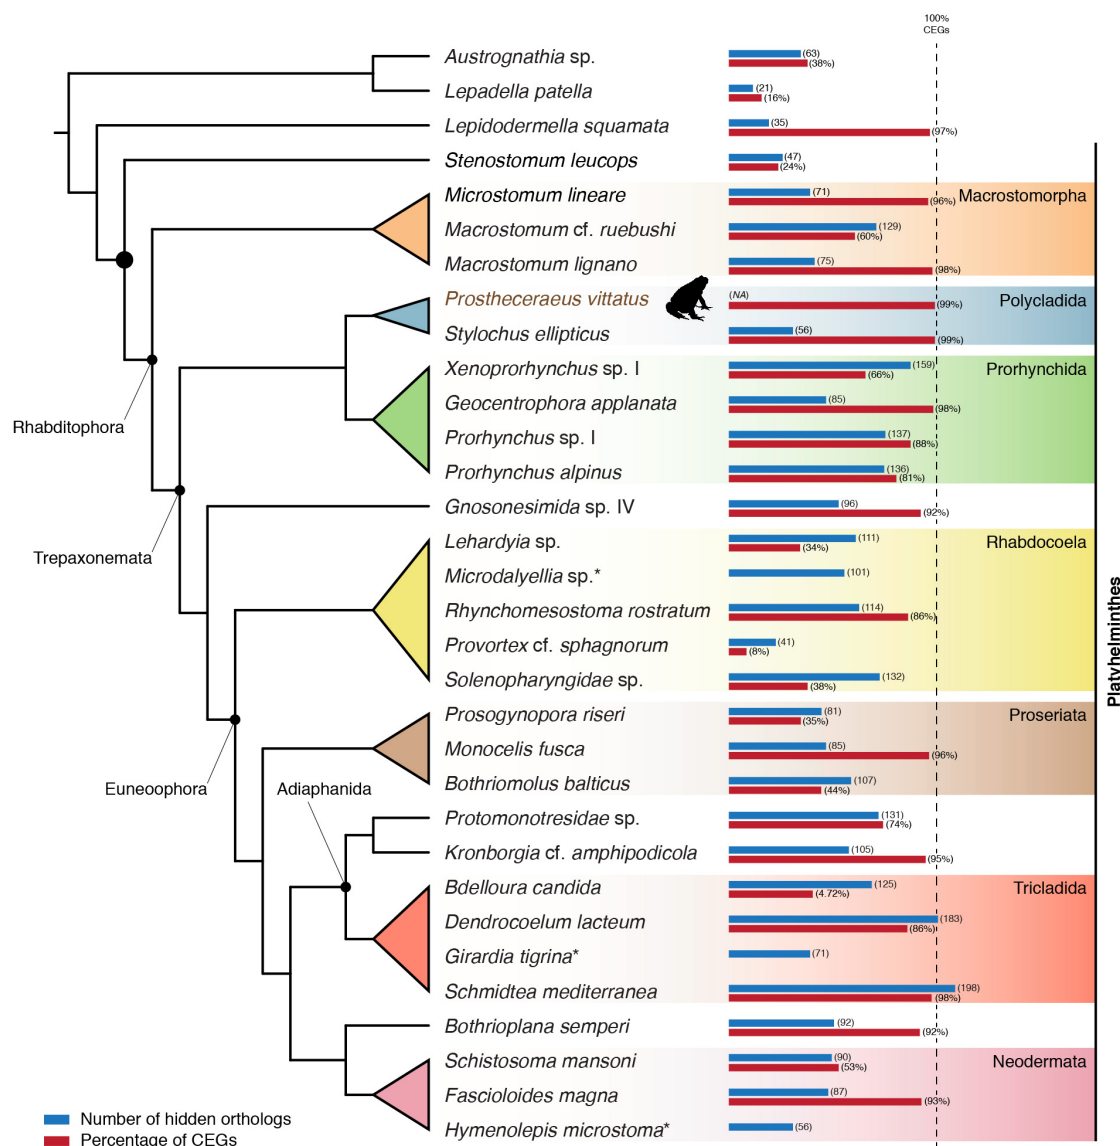 100%
CEGs
Austrognathia sp. (63)
(38%)
Lepadella patella (21)
(16%)
Lepidodermella squamata (35)
(97%)
Stenostomum leucops (47)
(24%)
Microstomum lineare (71)
(96%) Macrostomorpha
Macrostomum cf. ruebushi (129)
(60%)
Macrostomum lignano (75)
(98%)
Prostheceraeus vittatus (NA)
(99%) Polycladida
Stylochus ellipticus (56)
(99%)
Xenoprorhynchus sp. I (159)
(66%) Prorhynchida
Geocentrophora applanata (85)
(98%)
Rhabditophora
Prorhynchus sp. I (137)
(88%)
Prorhynchus alpinus (136)
(81%)
Gnosonesimida sp. IV (96)
(92%)
Trepaxonemata
Lehardyia sp. (111)
(34%) Rhabdocoela
Microdalyellia sp.* (101)
Rhynchomesostoma rostratum (114)
(86%)
Provortex cf. sphagnorum (41)
(8%)
Solenopharyngidae sp. (132)
(38%)
Platyhelminthes
Prosogynopora riseri (81)
(35%) Proseriata
Monocelis fusca (85)
(96%)
Bothriomolus balticus (107)
(44%)
Euneoophora Adiaphanida
Protomonotresidae sp. (131)
(74%)
Kronborgia cf. amphipodicola (105)
(95%)
Bdelloura candida (125)
(4.72%) Tricladida
Dendrocoelum lacteum (183)
(86%)
Girardia tigrina* (71)
Schmidtea mediterranea (198)
(98%)
Bothrioplana semperi (92)
(92%)
Schistosoma mansoni (90)
(53%) Neodermata
Fascioloides magna (87)
(93%)
Hymenolepis microstoma* (56)
Number of hidden orthologs
Percentage of CEGs